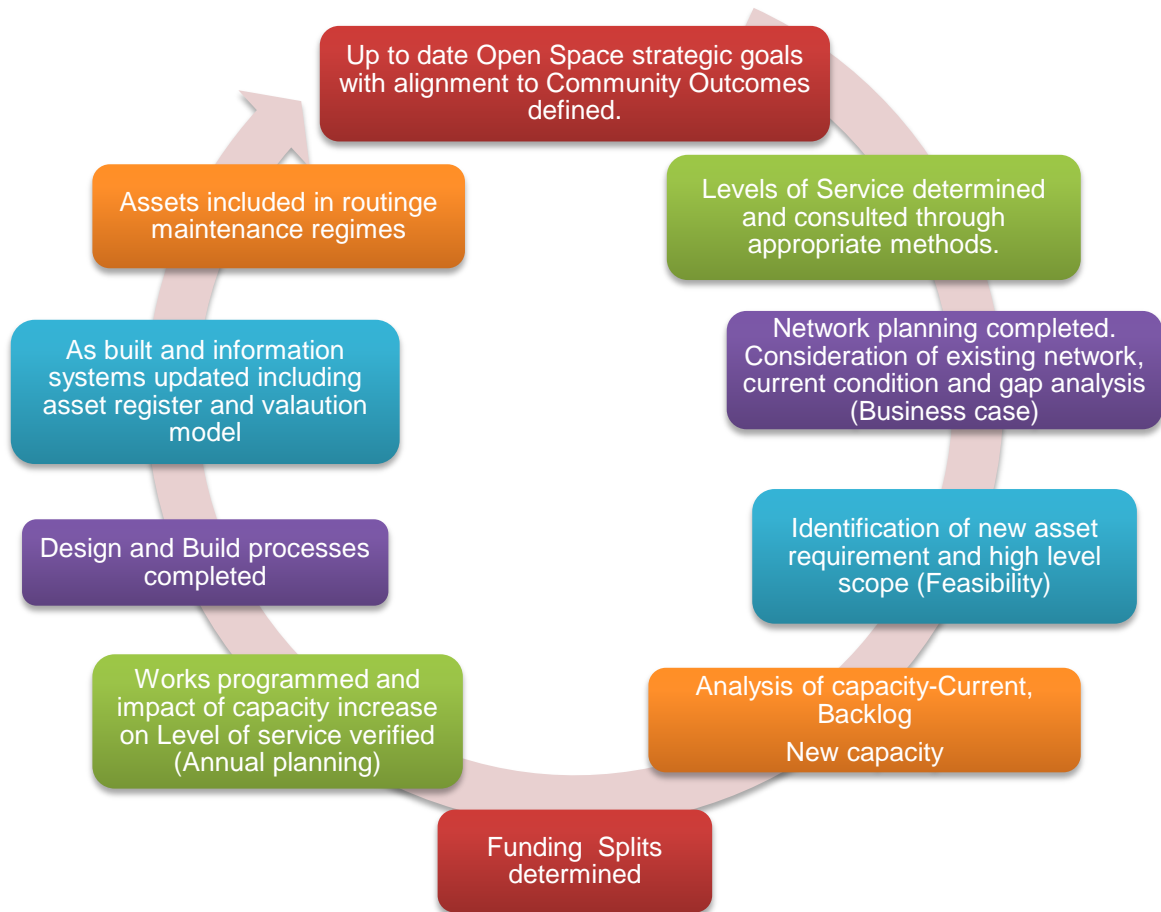 Up to date Open Space strategic goals
with alignment to Community Outcomes
defined.
Levels of Service determined
and consulted through
appropriate methods.
Network planning completed.
Consideration of existing network,
current condition and gap analysis
(Business case)
Identification of new asset
requirement and high level
scope (Feasibility)
Analysis of capacity-Current,
Backlog
New capacity
Funding  Splits
determined
Works programmed and
impact of capacity increase
on Level of service verified
(Annual planning)
Design and Build processes
completed
As built and information
systems updated including
asset register and valaution
model
Assets included in routinge
maintenance regimes